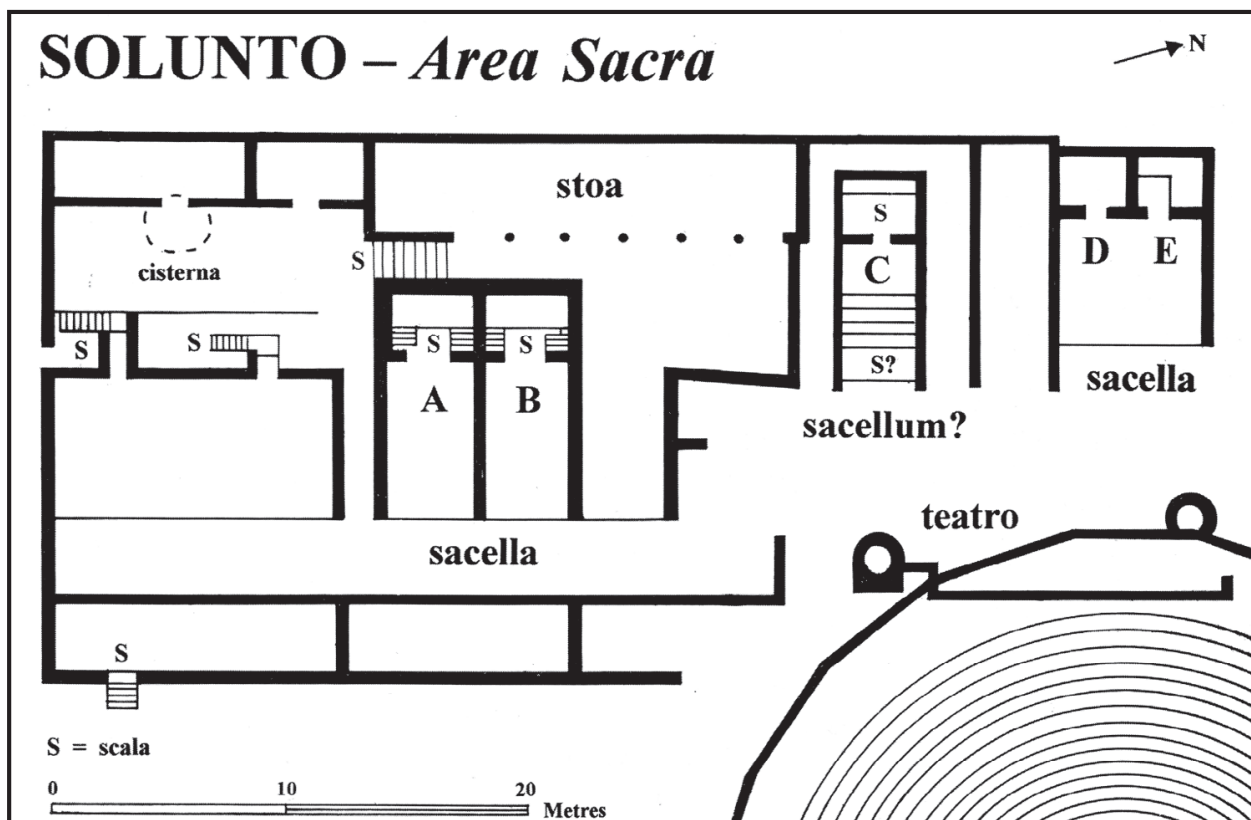 SOLUNTO – Area Sacra
N
stoa
S
cisterna
S
S
S
S
S
A
B
C
S?
D
E
sacella
sacellum?
teatro
sacella
S
S = scala
0
10
20
Metres